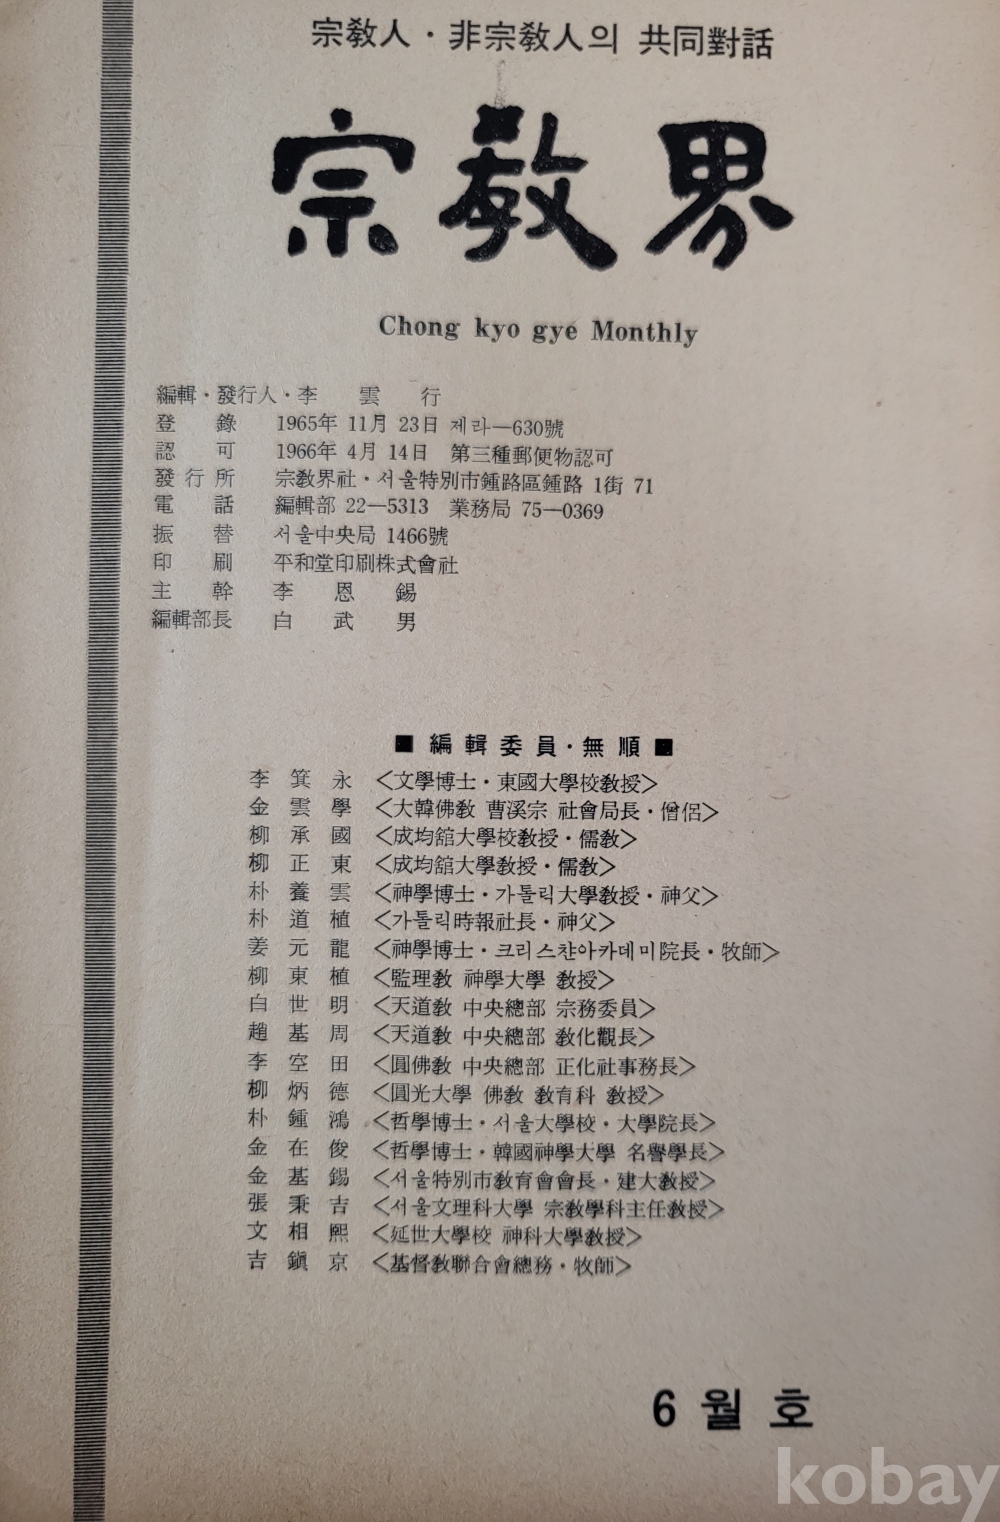 宗敎人·非宗敎人의 共同對話
宗敎界
Chong kyo gye Monthly
編輯·發行人·李雲行
登錄 1965年 11月 23日 제라—630號
認可 1966年 4月 14日 第三種郵便物認可
發行所 宗敎界社·서울特別市鍾路區鍾路 1街 71
電話 編輯部 22—5313 業務局 75—0369
振替 서울中央局 1466號
印刷 平和堂印刷株式會社
主幹 李恩錫
編輯部長 白武男
■ 編輯委員·無順 ■
李箕永 <文學博士·東國大學校敎授>
金雲學 <大韓佛敎 曹溪宗 社會局長·僧侶>
柳承國 <成均舘大學校敎授·儒敎>
柳正東 <成均舘大學敎授·儒敎>
朴養雲 <神學博士·가톨릭大學敎授·神父>
朴道植 <가톨릭時報社長·神父>
姜元龍 <神學博士·크리스챤아카데미院長·牧師>
柳東植 <監理敎 神學大學 敎授>
白世明 <天道敎 中央總部 宗務委員>
趙基周 <天道敎 中央總部 敎化觀長>
李空田 <圓佛敎 中央總部 正化社事務長>
柳炳德 <圓光大學 佛敎 敎育科 敎授>
朴鍾鴻 <哲學博士·서울大學校·大學院長>
金在俊 <哲學博士·韓國神學大學 名譽學長>
金基錫 <서울特別市敎育會會長·建大敎授>
張秉吉 <서울文理科大學 宗敎學科主任敎授>
文相熙 <延世大學校 神科大學敎授>
吉鎭京 <基督敎聯合會總務·牧師>
6월호
kobay